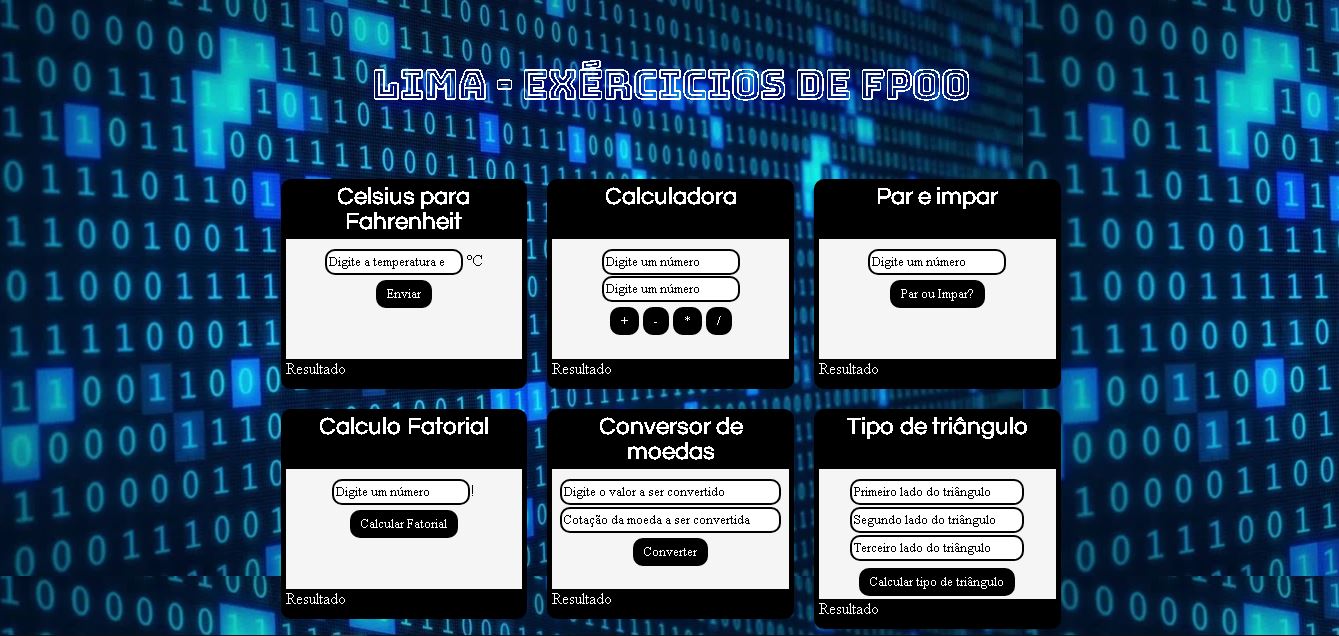 LIMA - EXÉRCICIOS DE FPOO
Celsius para
Fahrenheit
Digite a temperatura e ºC
Enviar
Resultado
Calculadora
Digite um número
Digite um número
+ - * /
Resultado
Par e impar
Digite um número
Par ou Impar?
Resultado
Calculo Fatorial
Digite um número !
Calcular Fatorial
Resultado
Conversor de
moedas
Digite o valor a ser convertido
Cotação da moeda a ser convertida
Converter
Resultado
Tipo de triângulo
Primeiro lado do triângulo
Segundo lado do triângulo
Terceiro lado do triângulo
Calcular tipo de triângulo
Resultado